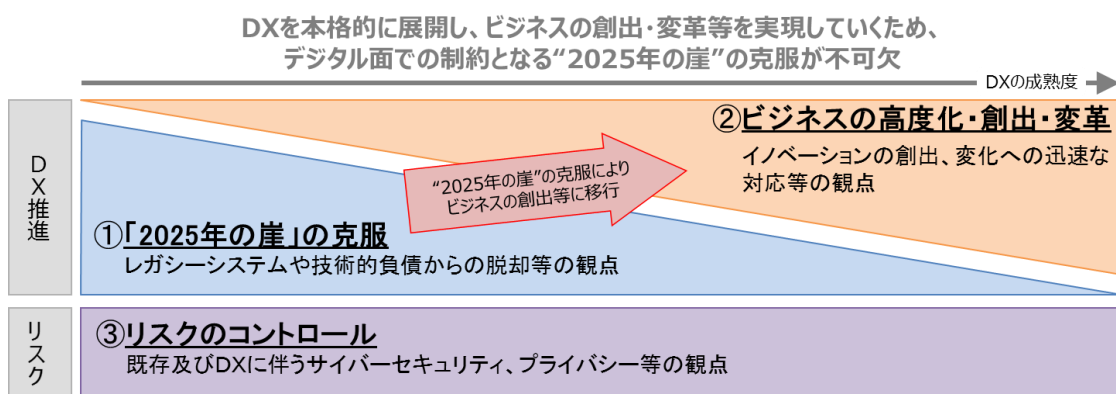 DXを本格的に展開し、ビジネスの創出・変革等を実現していくため、
デジタル面での制約となる“2025年の崖”の克服が不可欠
DXの成熟度
DX推進
②ビジネスの高度化・創出・変革
イノベーションの創出、変化への迅速な
対応等の観点
“2025年の崖”の克服により
ビジネスの創出等に移行
①「2025年の崖」の克服
レガシーシステムや技術的負債からの脱却等の観点
リスク
③リスクのコントロール
既存及びDXに伴うサイバーセキュリティ、プライバシー等の観点